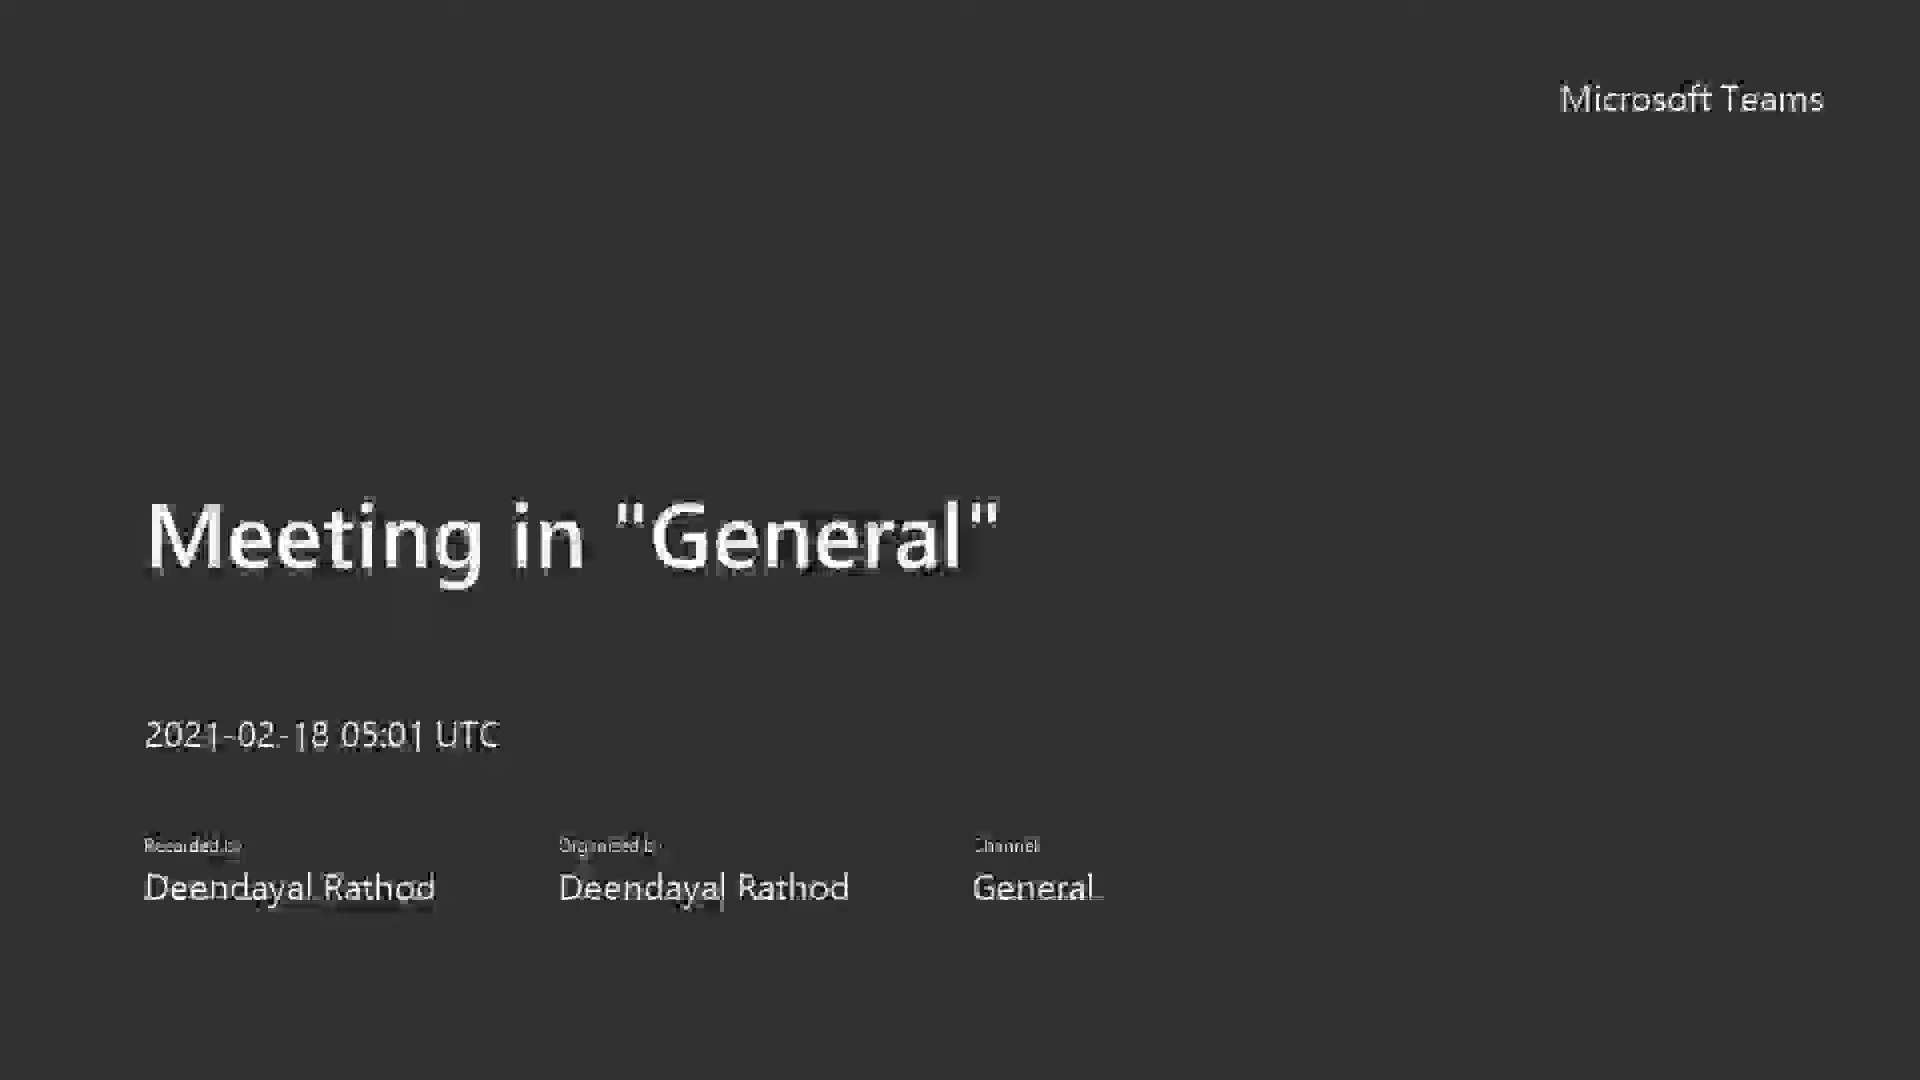 Microsoft Teams
Meeting in "General"
2021-02-18 05:01 UTC
Recorded by Organized by Channel
Deendayal Rathod Deendayal Rathod General